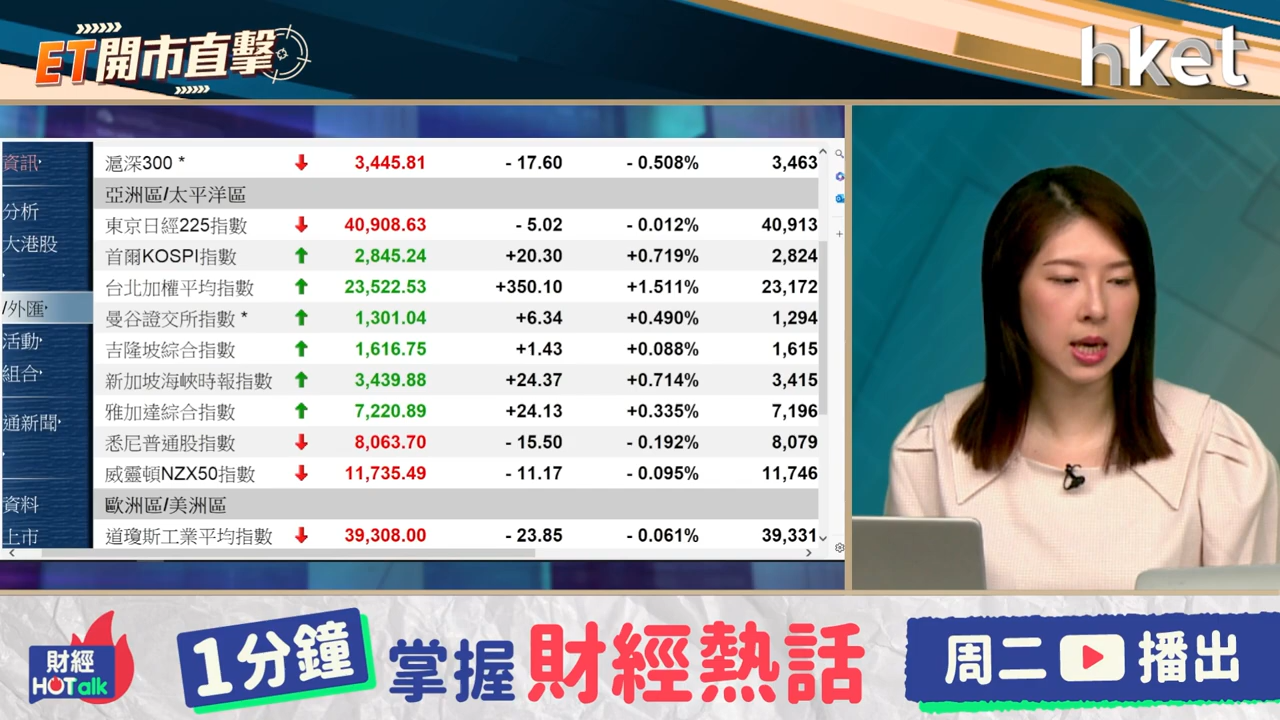 ET開市直擊
hket
資訊
分析
大港股
/外匯
活動
組合
通新聞
資料
上市
滬深300 * 3,445.81 - 17.60 - 0.508% 3,463
亞洲區/太平洋區
東京日經225指數 40,908.63 - 5.02 - 0.012% 40,913
首爾KOSPI指數 2,845.24 +20.30 +0.719% 2,824
台北加權平均指數 23,522.53 +350.10 +1.511% 23,172
曼谷證交所指數 * 1,301.04 +6.34 +0.490% 1,294
吉隆坡綜合指數 1,616.75 +1.43 +0.088% 1,615
新加坡海峽時報指數 3,439.88 +24.37 +0.714% 3,415
雅加達綜合指數 7,220.89 +24.13 +0.335% 7,196
悉尼普通股指數 8,063.70 - 15.50 - 0.192% 8,079
威靈頓NZX50指數 11,735.49 - 11.17 - 0.095% 11,746
歐洲區/美洲區
道瓊斯工業平均指數 39,308.00 - 23.85 - 0.061% 39,331
財經
HOTalk
1分鐘 掌握 財經熱話 周二 播出